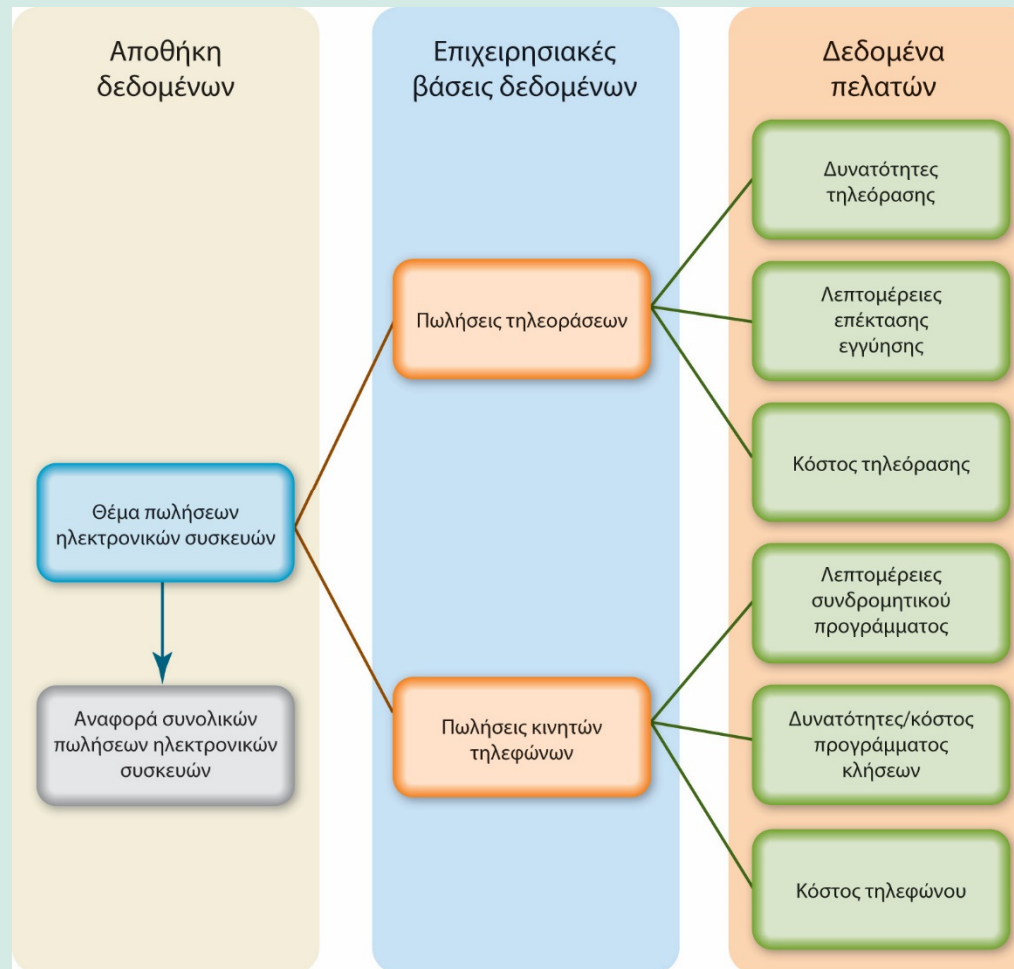 Αποθήκη
δεδομένων
Επιχειρησιακές
βάσεις δεδομένων
Δεδομένα
πελατών
Δυνατότητες
τηλεόρασης
Πωλήσεις τηλεοράσεων
Λεπτομέρειες
επέκτασης
εγγύησης
Κόστος τηλεόρασης
Θέμα πωλήσεων
ηλεκτρονικών συσκευών
Λεπτομέρειες
συνδρομητικού
προγράμματος
Αναφορά συνολικών
πωλήσεων ηλεκτρονικών
συσκευών
Πωλήσεις κινητών
τηλεφώνων
Δυνατότητες/κόστος
προγράμματος
κλήσεων
Κόστος τηλεφώνου